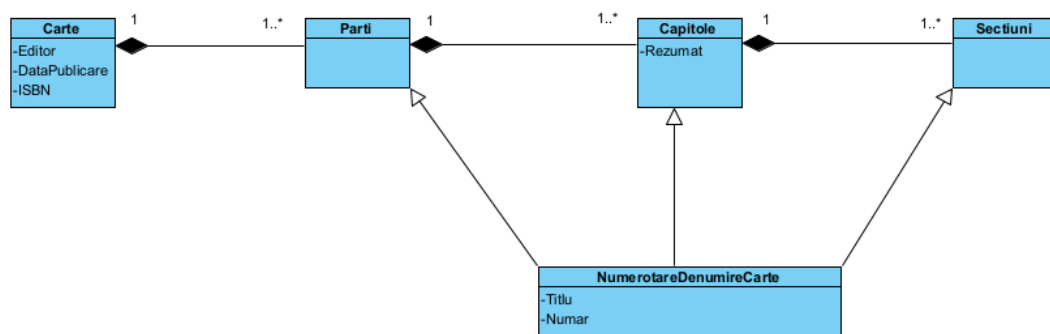 Carte
-Editor
-DataPublicare
-ISBN
1
1..*
Parti
1
1..*
Capitole
-Rezumat
1
1..*
Sectiuni
NumerotareDenumireCarte
-Titlu
-Numar